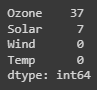 Ozone    37
Solar     7
Wind      0
Temp      0
dtype: int64